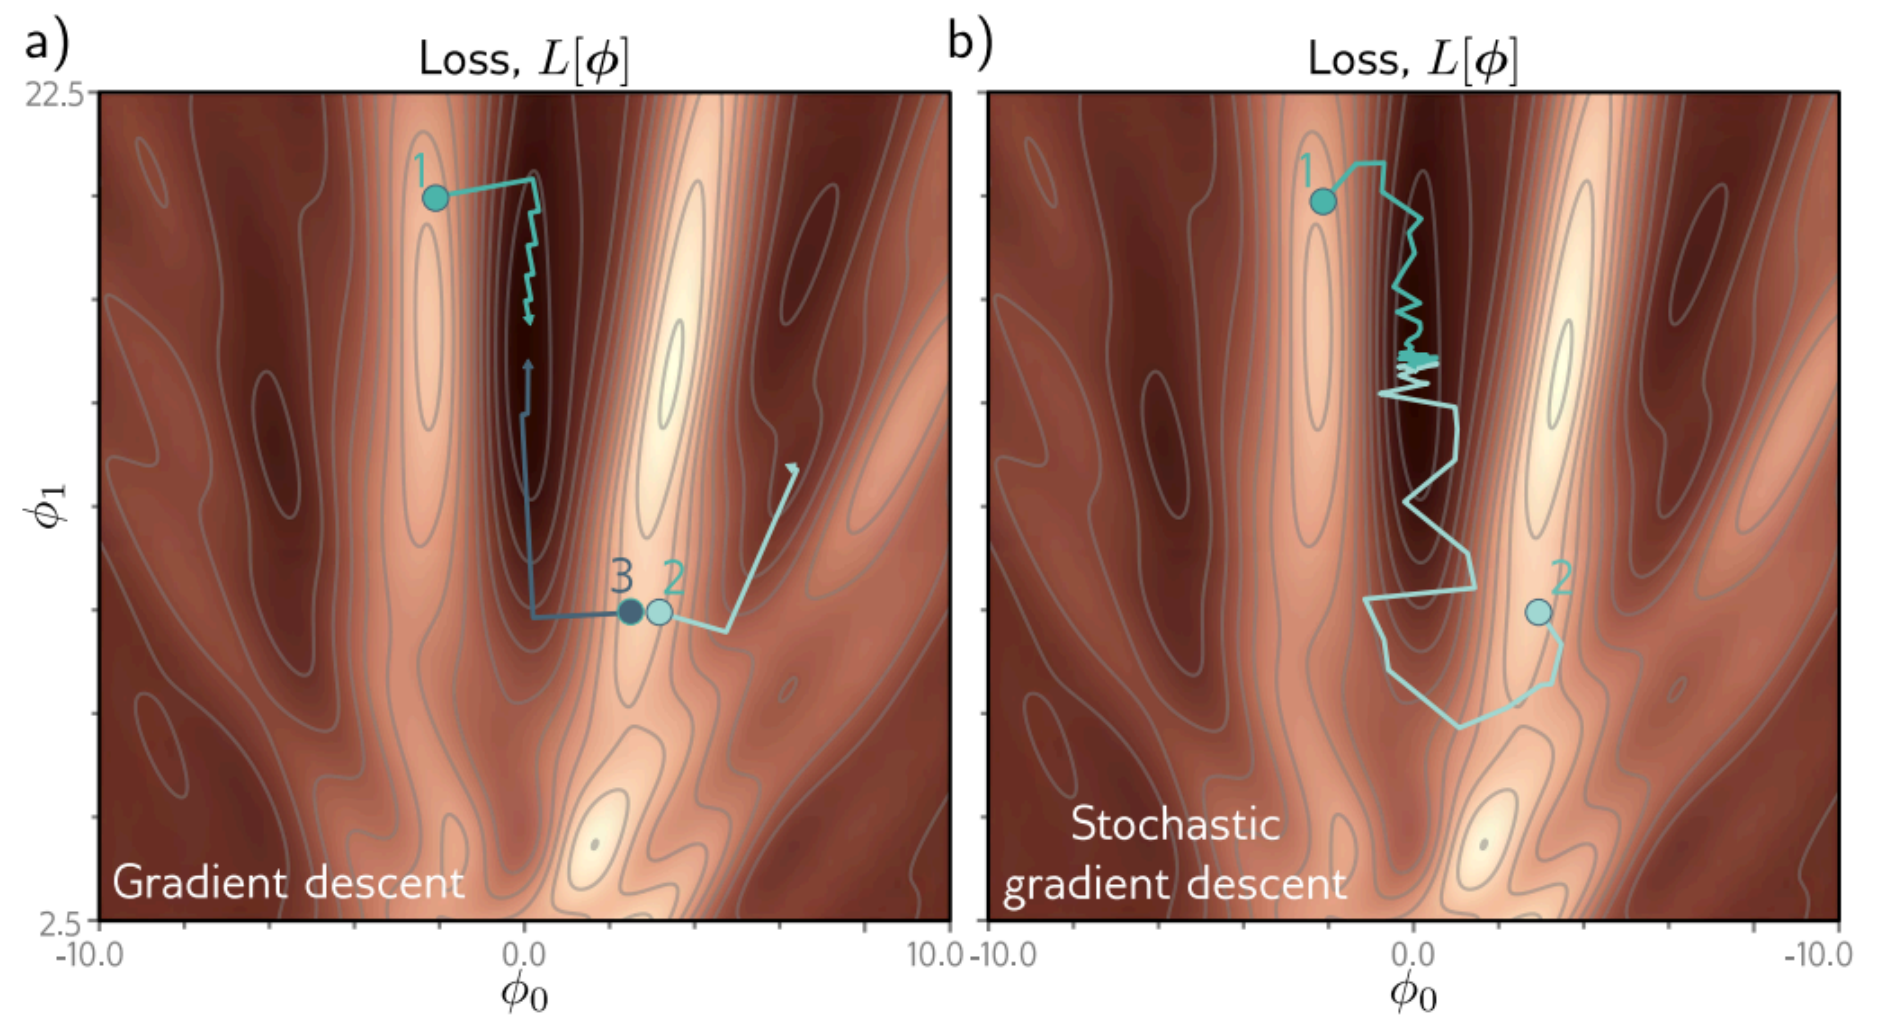 a)
Loss, L[ϕ]
22.5
1
3 2
ϕ1
Gradient descent
2.5
-10.0 0.0 10.0
ϕ0
b)
Loss, L[ϕ]
1
2
Stochastic
gradient descent
-10.0 0.0 -10.0
ϕ0